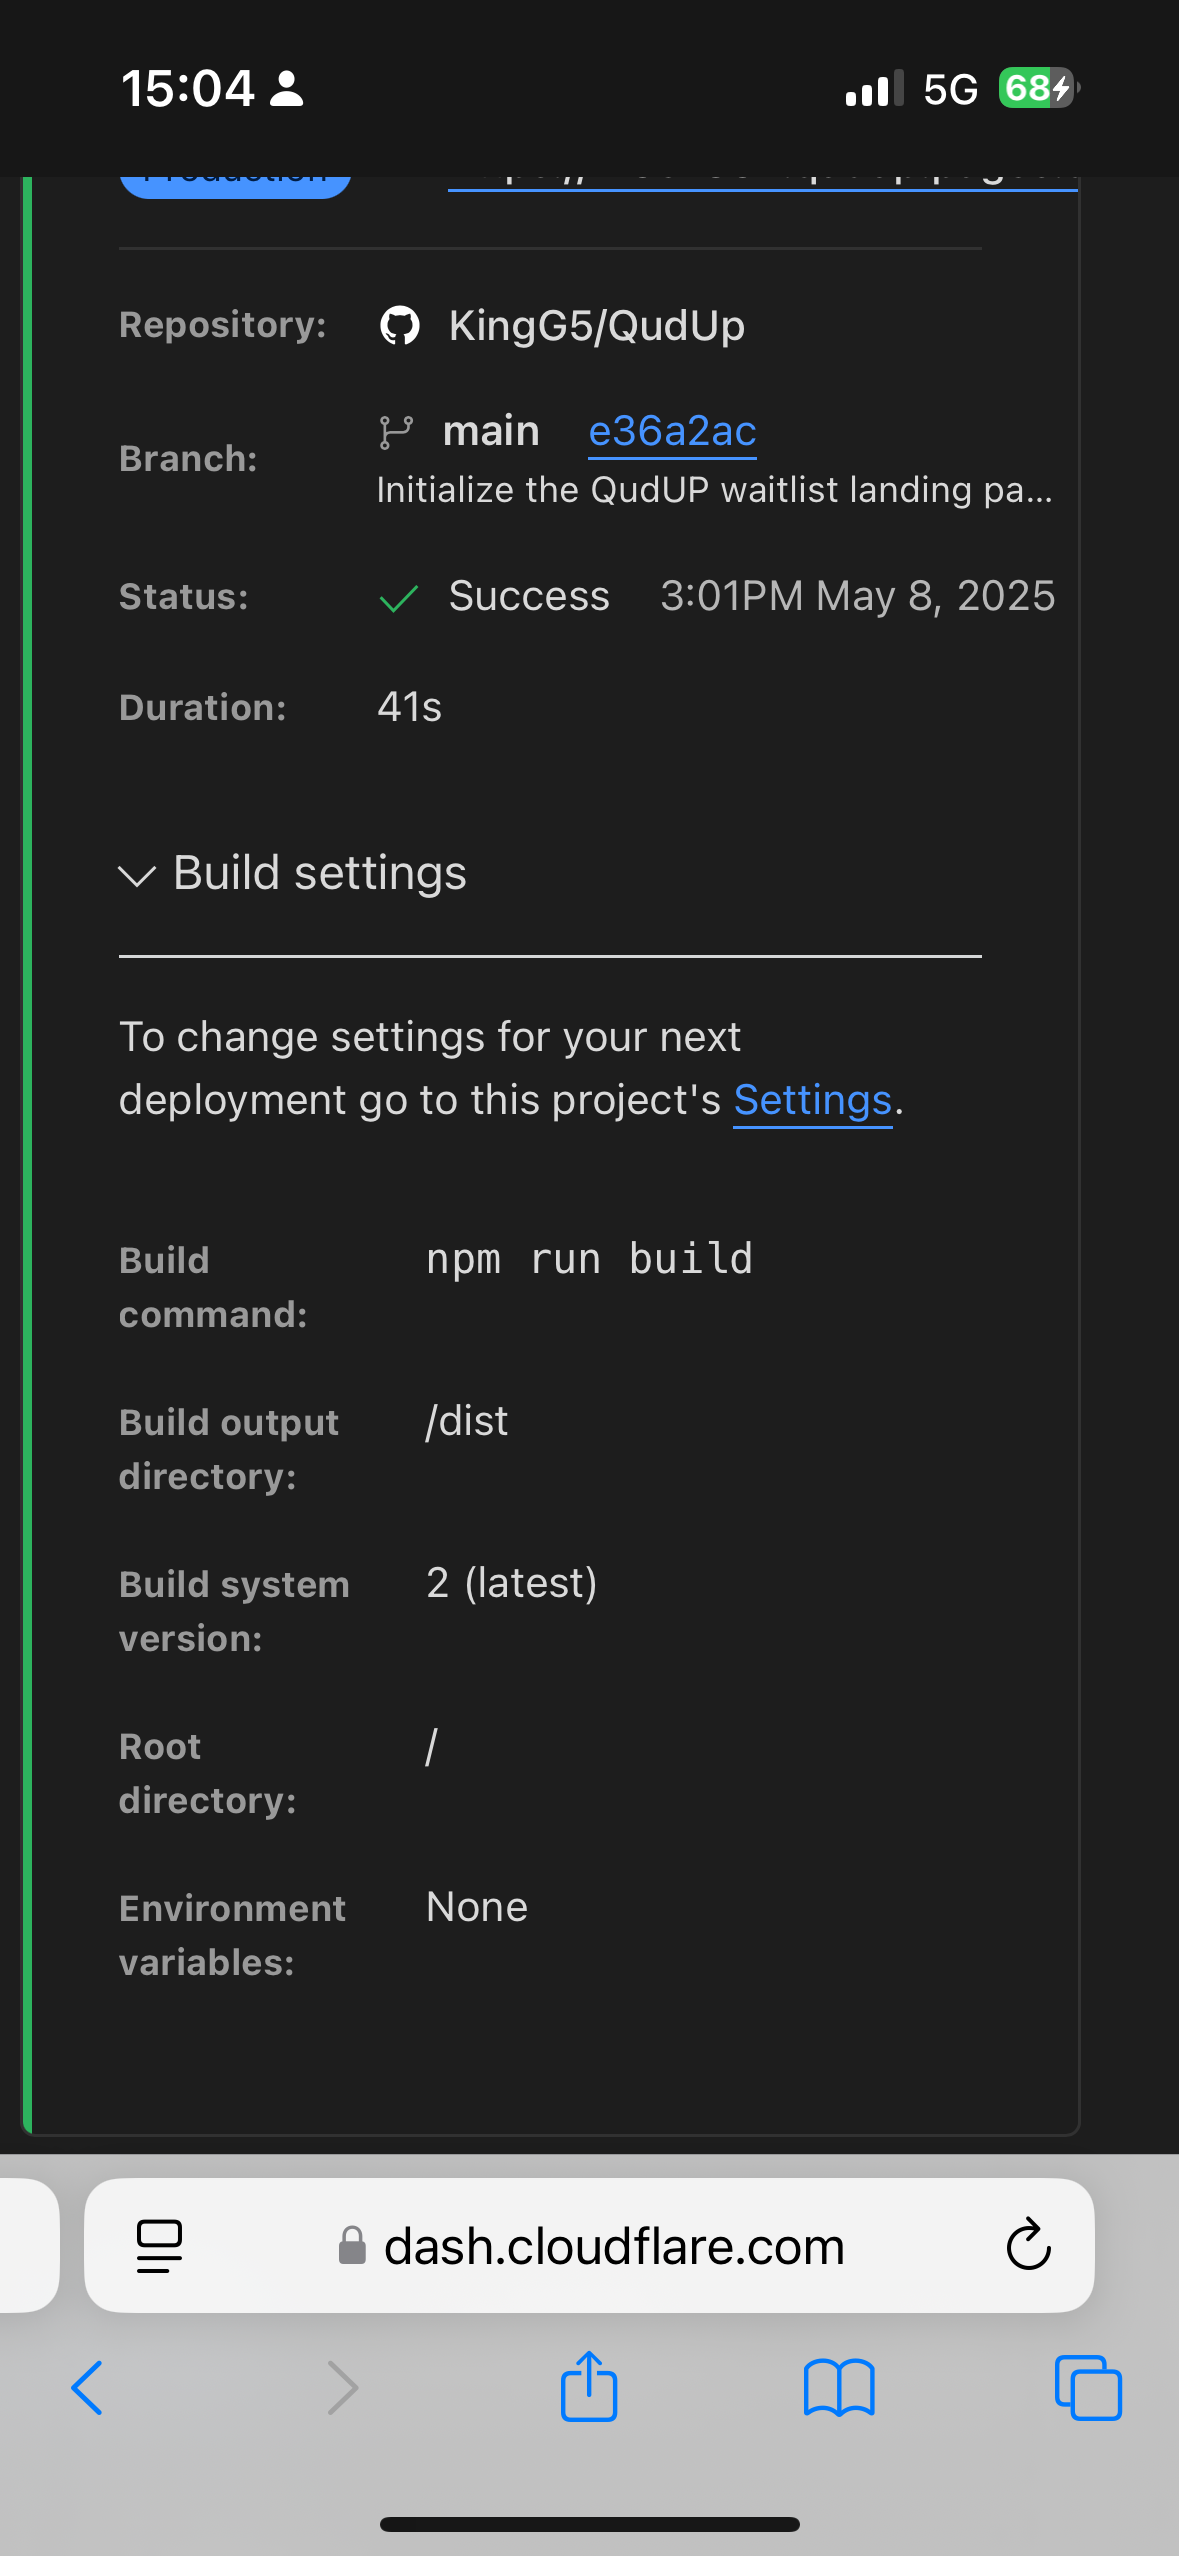 15:04
5G
68
Production
Repository:
KingG5/QudUp
Branch:
main e36a2ac
Initialize the QudUP waitlist landing pa...
Status:
Success 3:01PM May 8, 2025
Duration:
41s
Build settings
To change settings for your next
deployment go to this project's Settings.
Build
command:
npm run build
Build output
directory:
/dist
Build system
version:
2 (latest)
Root
directory:
/
Environment
variables:
None
dash.cloudflare.com